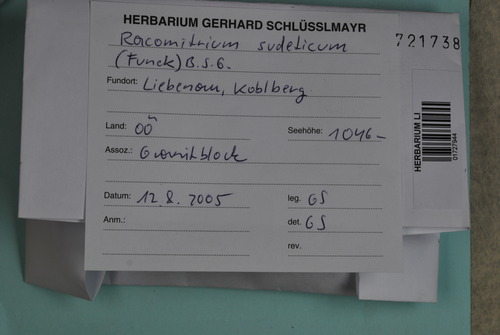 HERBARIUM GERHARD SCHLÜSSLMAYR
Racomitrium sudeticum
(Funck) B.S.G.
721738
Fundort: Liebenau, Koblberg
Land: OÖ
Seehöhe: 1046-
Assoz.: Granitblock
Datum: 12.8.2005
leg. GS
Anm.:
det. GS
rev.
HERBARIUM LI
01727944